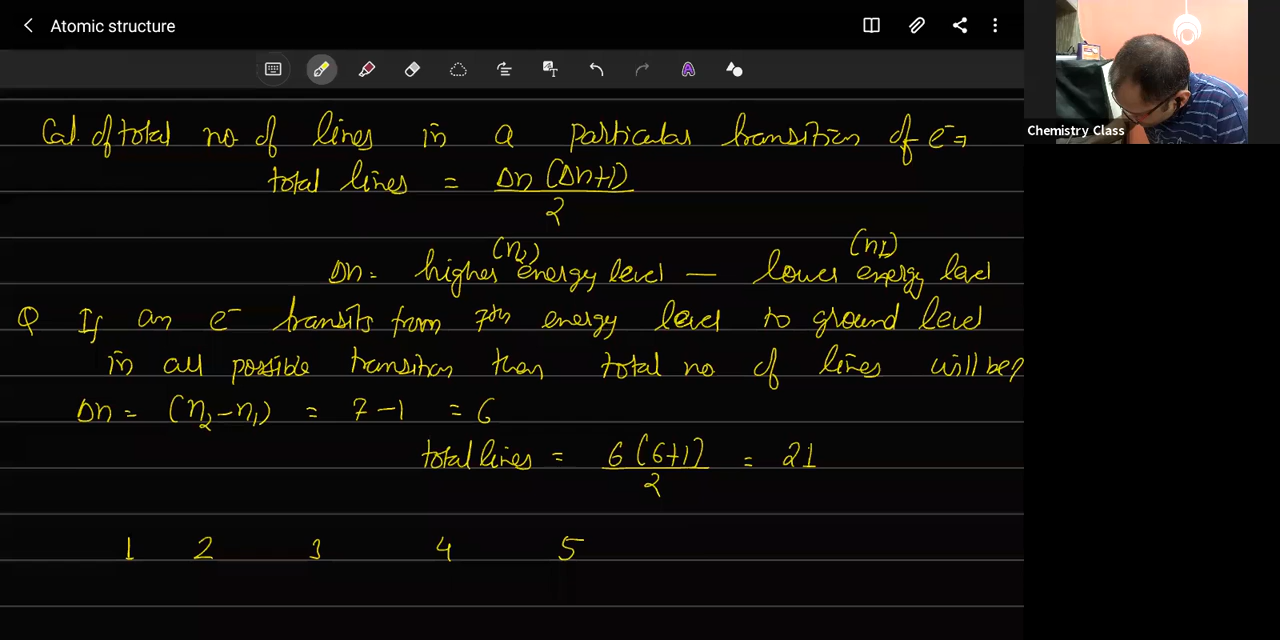 Atomic structure
Chemistry Class
Cal. of total no of lines in a particular transition of e⁻ =
total lines = Δn (Δn+1) / 2
Δn = higher energy level (n₂) — lower energy level (n₁)
Q If an e⁻ transits from 7th energy level to ground level
in all possible transition then total no of lines will be?
Δn = (n₂ - n₁) = 7 - 1 = 6
total lines = 6 (6+1) / 2 = 21
1 2 3 4 5